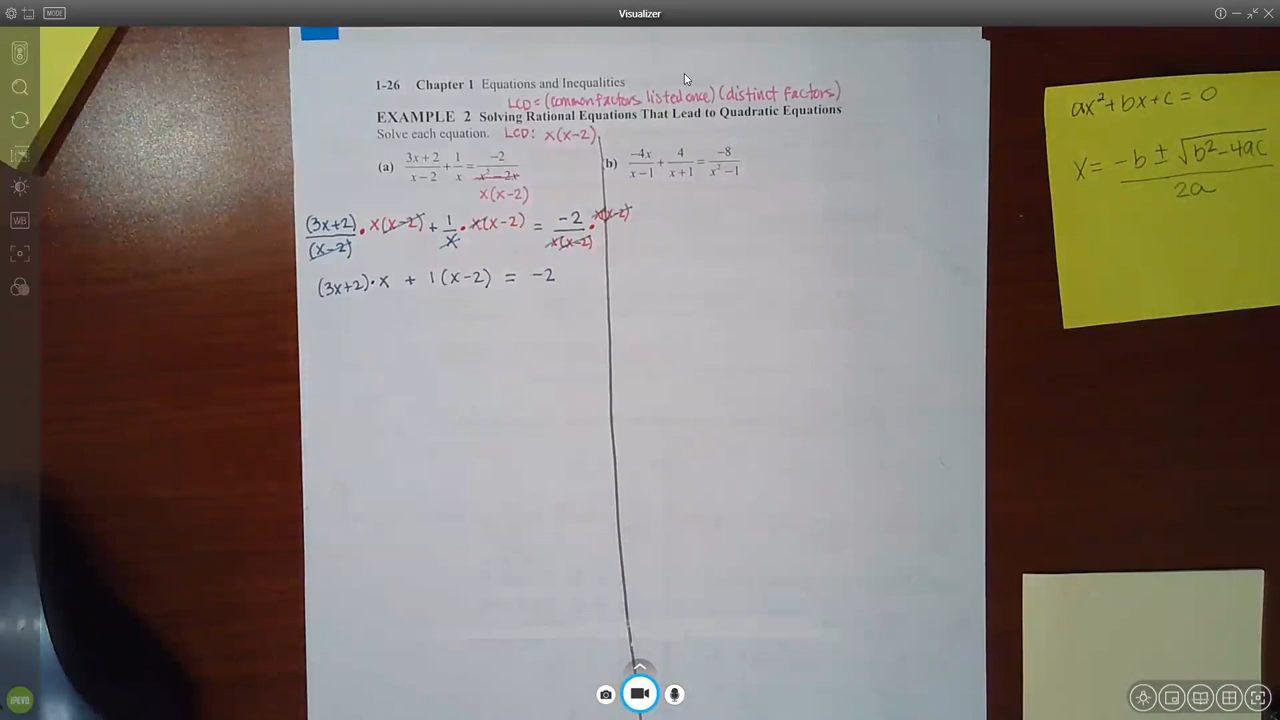 MODE
Visualizer
1-26 Chapter 1 Equations and Inequalities
LCD = (common factors listed once) (distinct factors)
EXAMPLE 2 Solving Rational Equations That Lead to Quadratic Equations
Solve each equation. LCD: x(x-2)
(a) (3x + 2)/(x − 2) + 1/x = −2/(x² − 2x)
x(x-2)
b) −4x/(x − 1) + 4/(x + 1) = −8/(x² − 1)
(3x+2)/(x-2) • x(x-2) + 1/x • x(x-2) = -2/x(x-2) • x(x-2)
(3x+2)•x + 1(x-2) = -2
ax²+bx+c = 0
x = -b ± √b²-4ac / 2a
WB
IPEVO